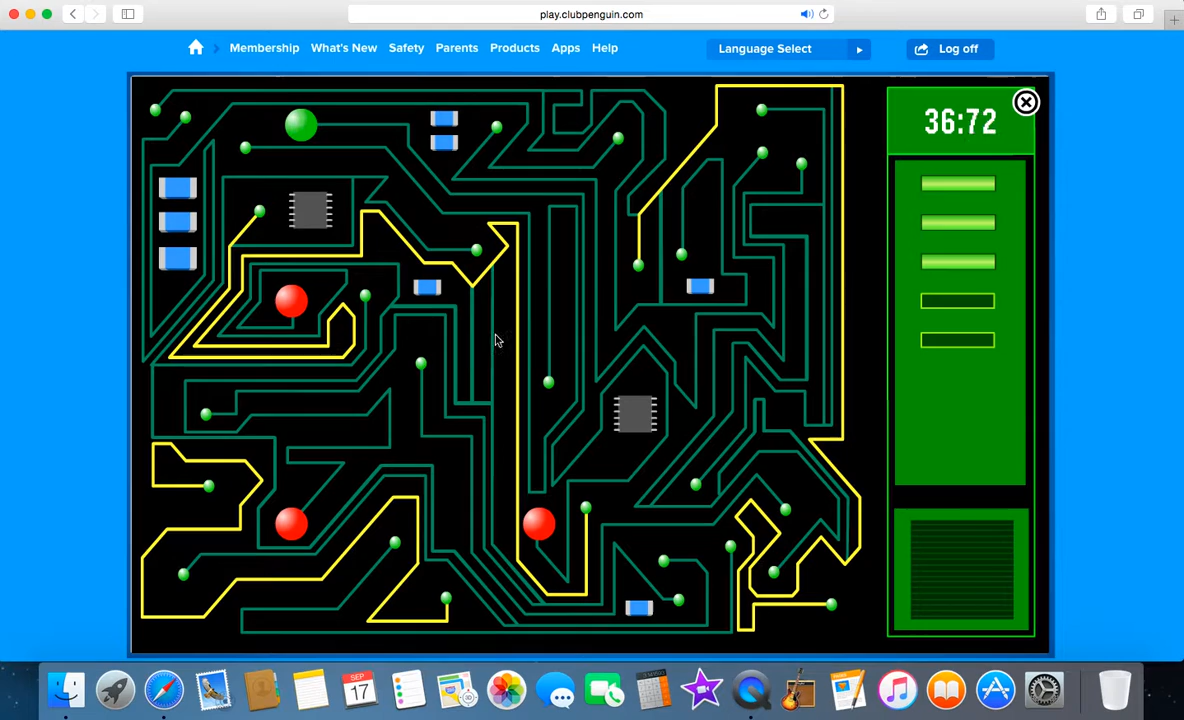 play.clubpenguin.com
Membership What's New Safety Parents Products Apps Help Language Select Log off
36:72
SEP
17